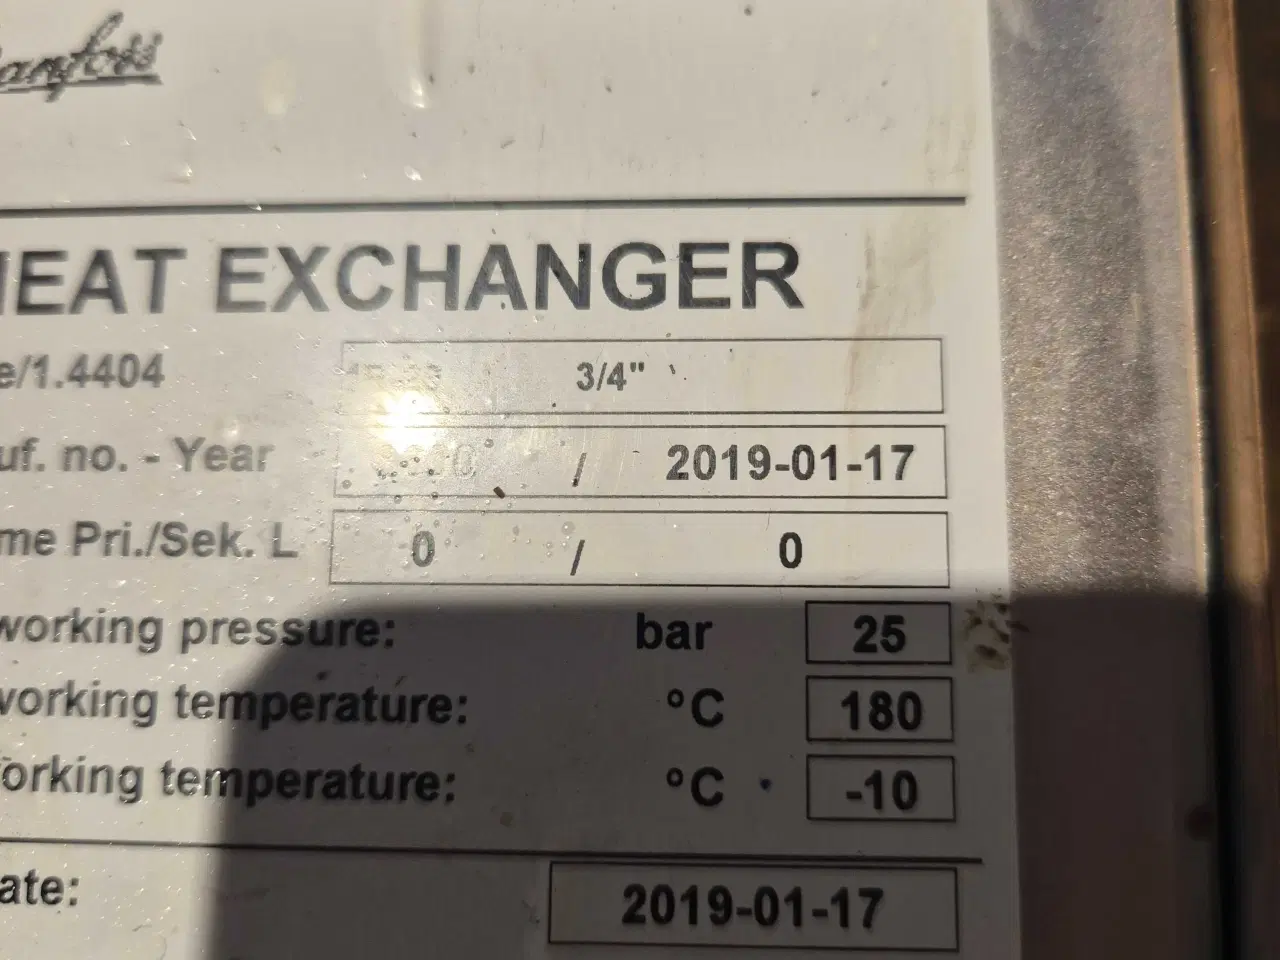 anfoss
HEAT EXCHANGER
e/1.4404 3/4"
uf. no. - Year / 2019-01-17
me Pri./Sek. L 0 / 0
working pressure: bar 25
working temperature: °C 180
orking temperature: °C -10
ate: 2019-01-17